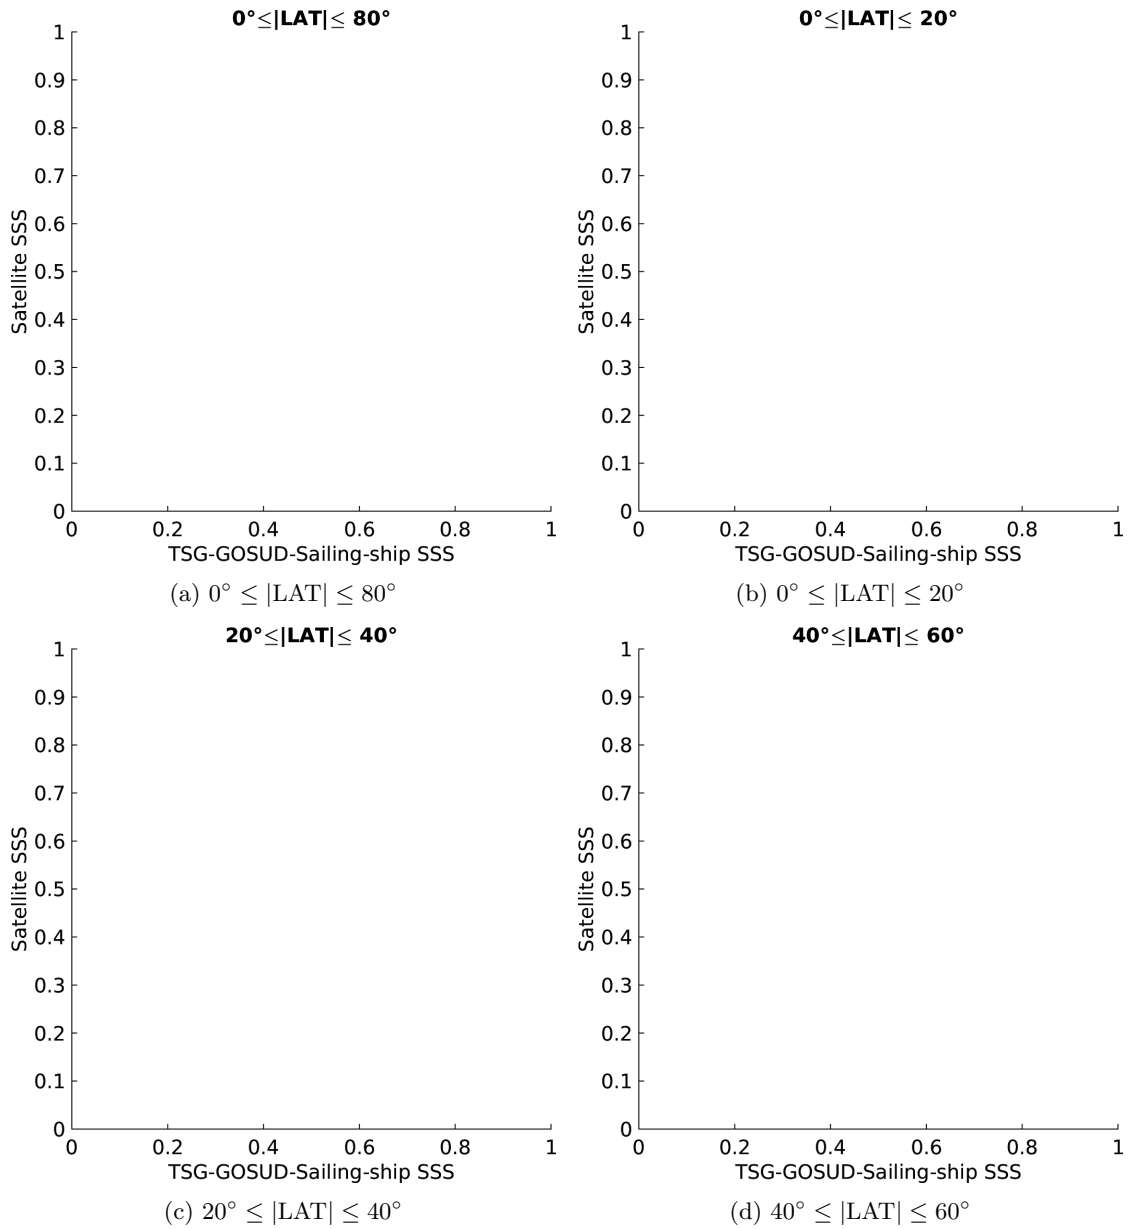 0°≤|LAT|≤ 80°
1
0.9
0.8
0.7
0.6
0.5
0.4
0.3
0.2
0.1
0
Satellite SSS
0 0.2 0.4 0.6 0.8 1
TSG-GOSUD-Sailing-ship SSS
(a) 0° ≤ |LAT| ≤ 80°
0°≤|LAT|≤ 20°
1
0.9
0.8
0.7
0.6
0.5
0.4
0.3
0.2
0.1
0
Satellite SSS
0 0.2 0.4 0.6 0.8 1
TSG-GOSUD-Sailing-ship SSS
(b) 0° ≤ |LAT| ≤ 20°
20°≤|LAT|≤ 40°
1
0.9
0.8
0.7
0.6
0.5
0.4
0.3
0.2
0.1
0
Satellite SSS
0 0.2 0.4 0.6 0.8 1
TSG-GOSUD-Sailing-ship SSS
(c) 20° ≤ |LAT| ≤ 40°
40°≤|LAT|≤ 60°
1
0.9
0.8
0.7
0.6
0.5
0.4
0.3
0.2
0.1
0
Satellite SSS
0 0.2 0.4 0.6 0.8 1
TSG-GOSUD-Sailing-ship SSS
(d) 40° ≤ |LAT| ≤ 60°